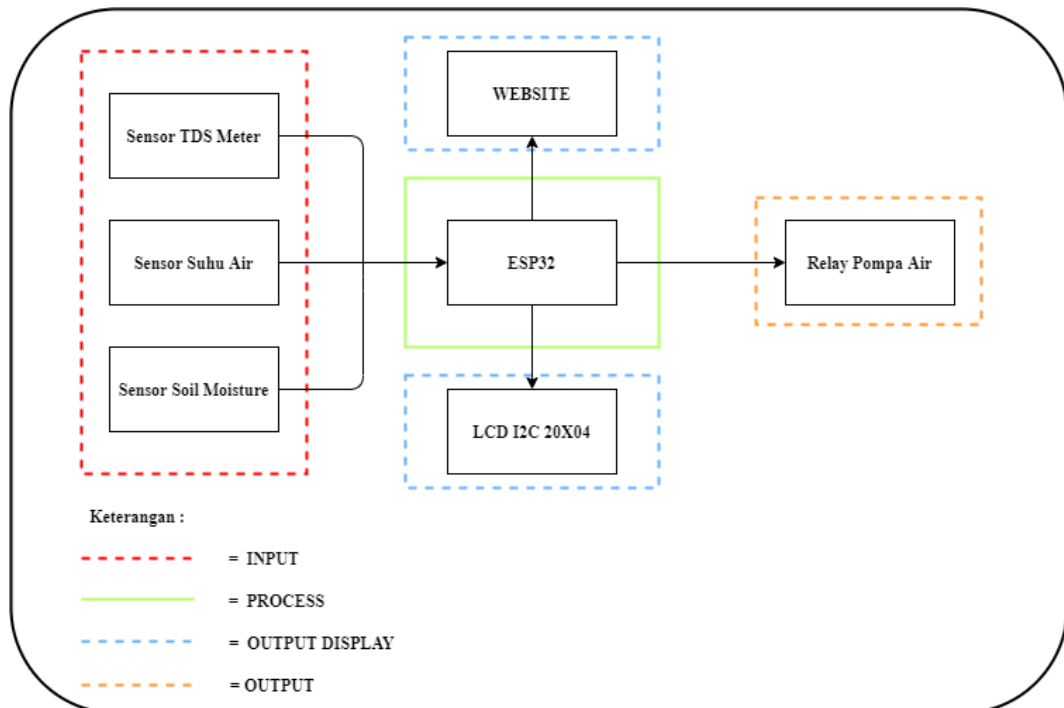 WEBSITE
Sensor TDS Meter
Sensor Suhu Air
ESP32
Relay Pompa Air
Sensor Soil Moisture
LCD I2C 20X04
Keterangan :
= INPUT
= PROCESS
= OUTPUT DISPLAY
= OUTPUT